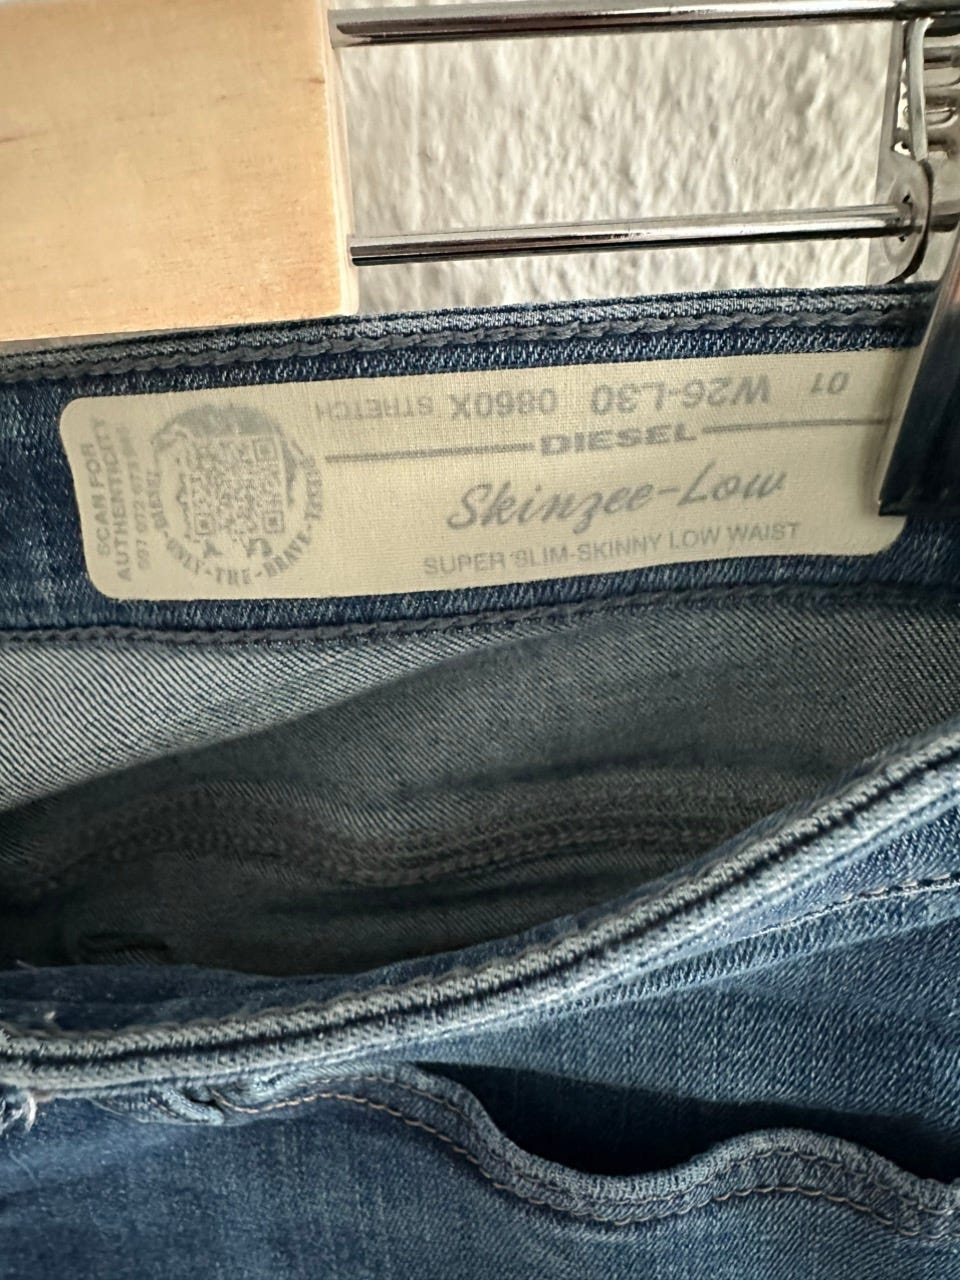 SCAN FOR
AUTHENTICITY
DIESEL
ONLY-THE-BRAVE
01 W26-L30 0860X STRETCH
DIESEL
Skinzee-Low
SUPER SLIM-SKINNY LOW WAIST